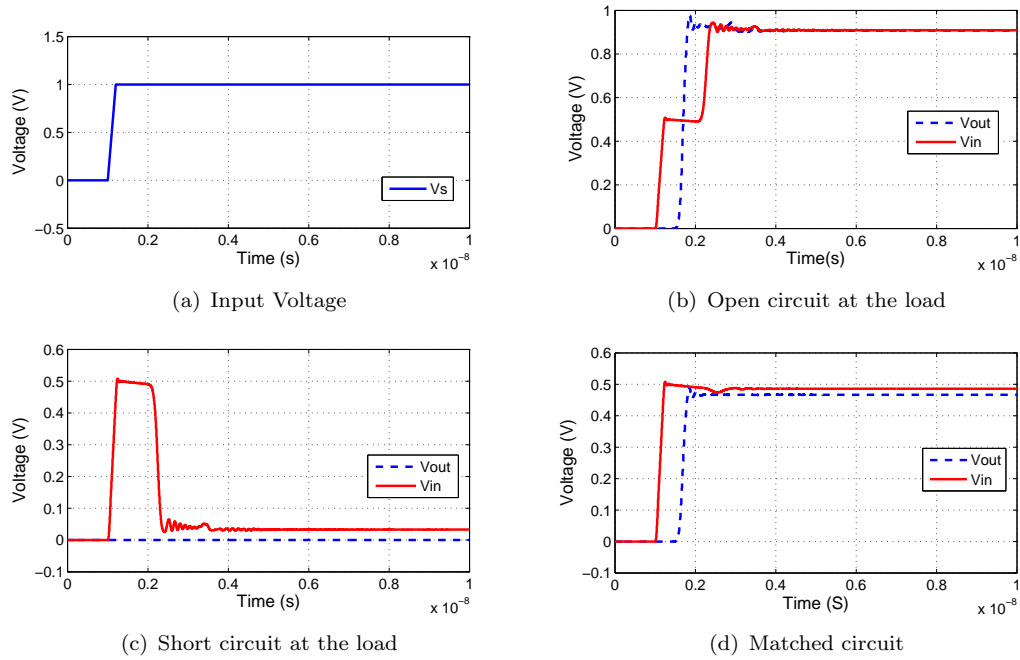 1.5
1
0.5
0
−0.5
Voltage (V)
Vs
0
0.2
0.4
0.6
0.8
1
Time (s)
x 10⁻⁸
(a) Input Voltage
1
0.8
0.6
0.4
0.2
0
Voltage (V)
Vout
Vin
0
0.2
0.4
0.6
0.8
1
Time(s)
x 10⁻⁸
(b) Open circuit at the load
0.6
0.5
0.4
0.3
0.2
0.1
0
−0.1
Voltage (V)
Vout
Vin
0
0.2
0.4
0.6
0.8
1
Time (s)
x 10⁻⁸
(c) Short circuit at the load
0.6
0.5
0.4
0.3
0.2
0.1
0
−0.1
Voltage (V)
Vout
Vin
0
0.2
0.4
0.6
0.8
1
Time (S)
x 10⁻⁸
(d) Matched circuit